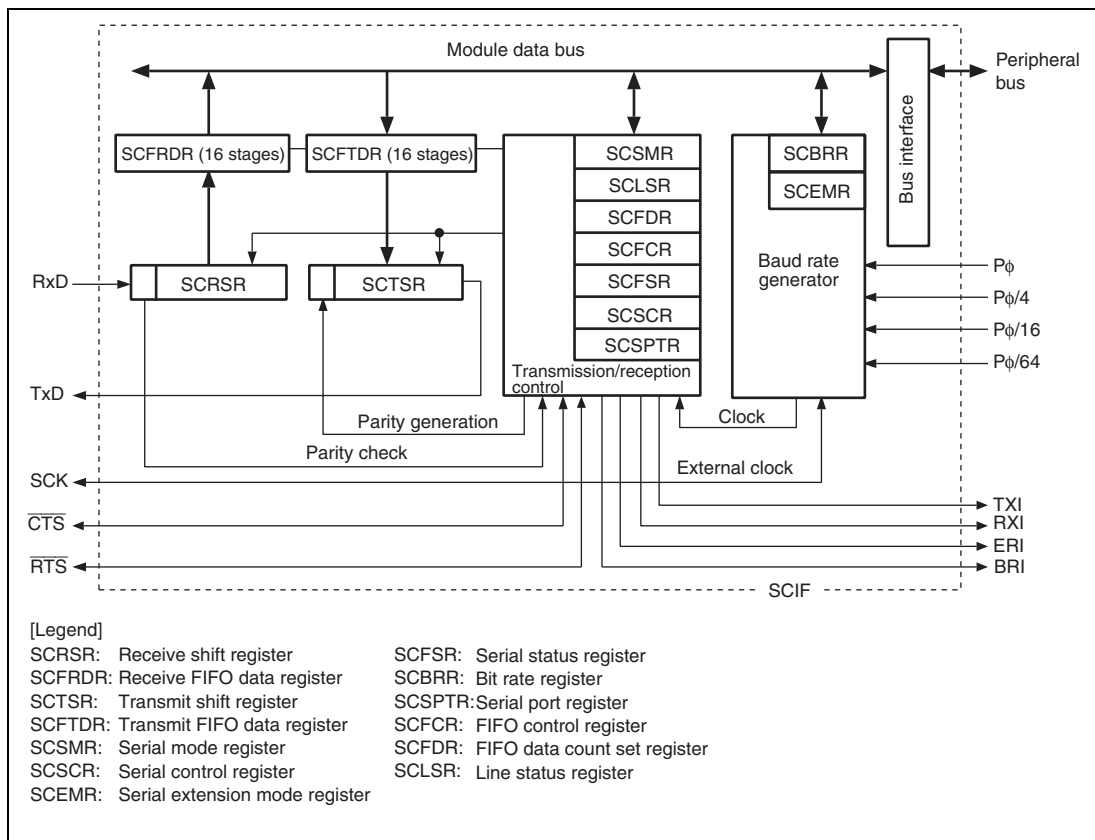 Module data bus
Peripheral
bus
Bus interface
SCFRDR (16 stages)
SCFTDR (16 stages)
SCSMR
SCLSR
SCFDR
SCFCR
SCFSR
SCSCR
SCSPTR
Transmission/reception
control
SCBRR
SCEMR
Baud rate
generator
RxD
SCRSR
SCTSR
Pϕ
Pϕ/4
Pϕ/16
Pϕ/64
TxD
Parity generation
Parity check
Clock
External clock
SCK
CTS
RTS
TXI
RXI
ERI
BRI
SCIF
[Legend]
SCRSR: Receive shift register
SCFRDR: Receive FIFO data register
SCTSR: Transmit shift register
SCFTDR: Transmit FIFO data register
SCSMR: Serial mode register
SCSCR: Serial control register
SCEMR: Serial extension mode register
SCFSR: Serial status register
SCBRR: Bit rate register
SCSPTR: Serial port register
SCFCR: FIFO control register
SCFDR: FIFO data count set register
SCLSR: Line status register